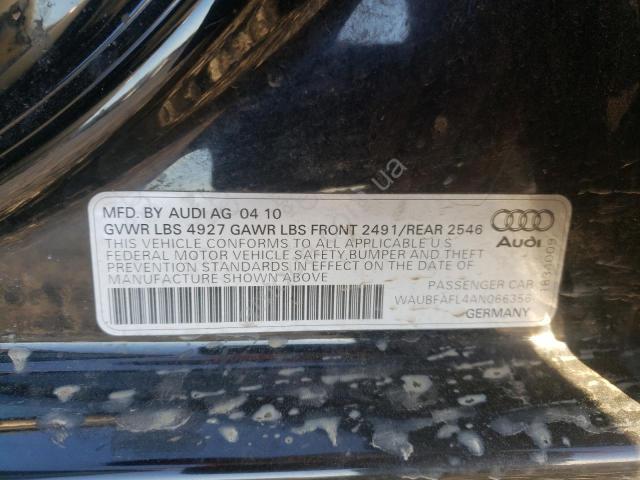 MFD. BY AUDI AG 04 10
GVWR LBS 4927 GAWR LBS FRONT 2491/REAR 2546
THIS VEHICLE CONFORMS TO ALL APPLICABLE U S
FEDERAL MOTOR VEHICLE SAFETY, BUMPER AND THEFT
PREVENTION STANDARDS IN EFFECT ON THE DATE OF
MANUFACTURE SHOWN ABOVE
Audi
PASSENGER CAR
WAUBFAFL4AN066356
GERMANY